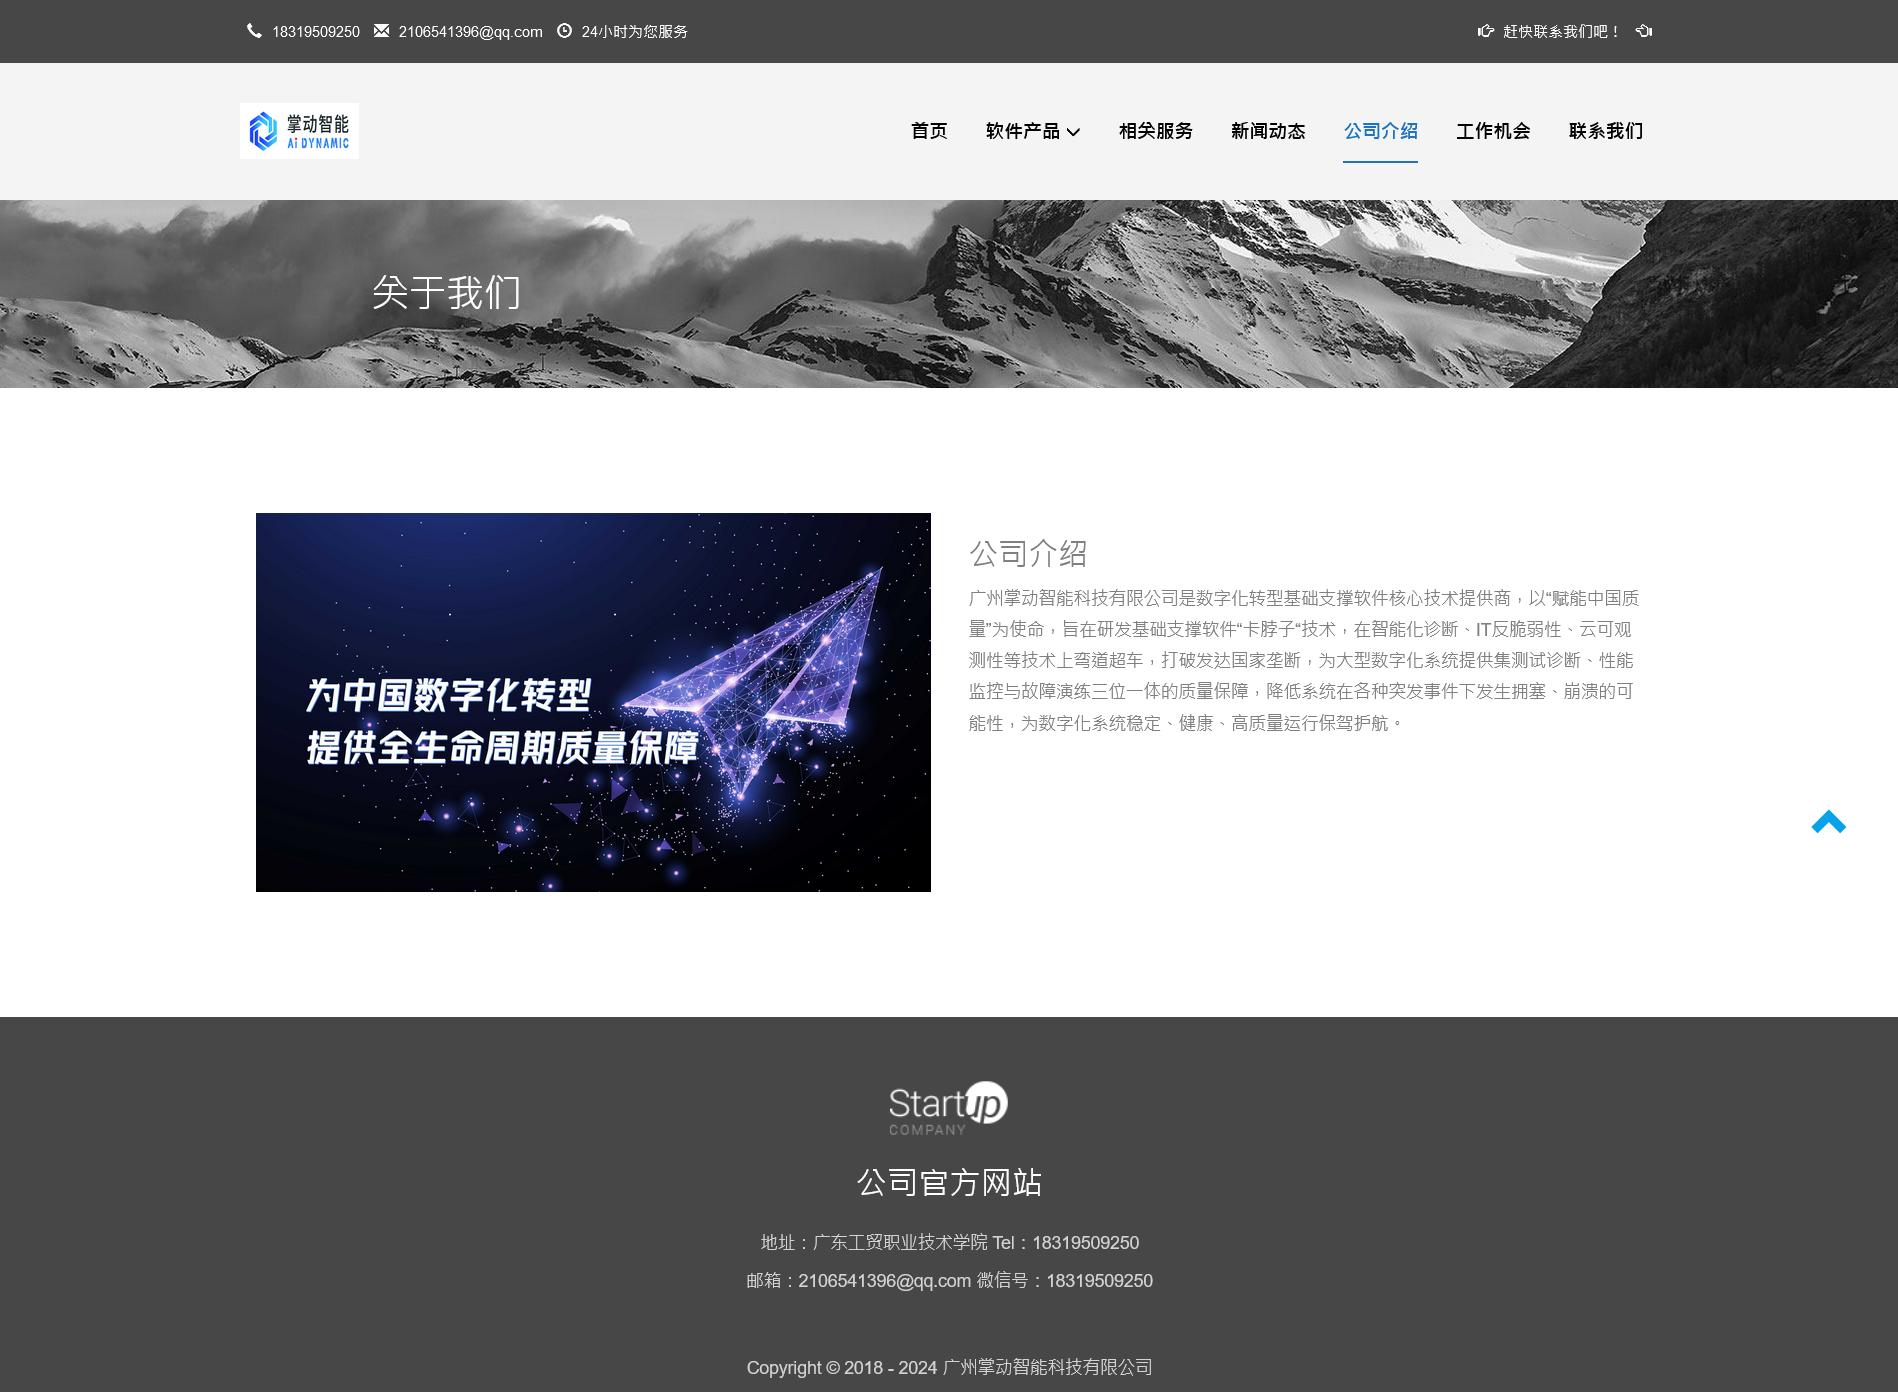 18319509250 2106541396@qq.com 24小时为您服务 赶快联系我们吧！
掌动智能
Ai DYNAMIC
首页 软件产品 相关服务 新闻动态 公司介绍 工作机会 联系我们
关于我们
为中国数字化转型
提供全生命周期质量保障
公司介绍
广州掌动智能科技有限公司是数字化转型基础支撑软件核心技术提供商，以“赋能中国质
量”为使命，旨在研发基础支撑软件“卡脖子“技术，在智能化诊断、IT反脆弱性、云可观
测性等技术上弯道超车，打破发达国家垄断，为大型数字化系统提供集测试诊断、性能
监控与故障演练三位一体的质量保障，降低系统在各种突发事件下发生拥塞、崩溃的可
能性，为数字化系统稳定、健康、高质量运行保驾护航。
Startup
COMPANY
公司官方网站
地址：广东工贸职业技术学院 Tel：18319509250
邮箱：2106541396@qq.com 微信号：18319509250
Copyright © 2018 - 2024 广州掌动智能科技有限公司